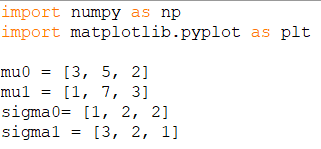 import numpy as np
import matplotlib.pyplot as plt
mu0 = [3, 5, 2]
mu1 = [1, 7, 3]
sigma0= [1, 2, 2]
sigma1 = [3, 2, 1]